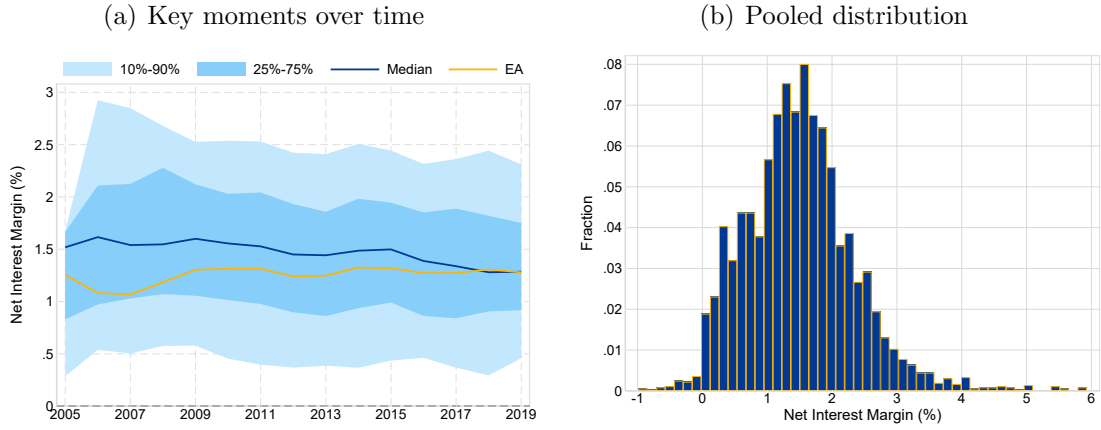 (a) Key moments over time
10%-90% 25%-75% Median EA
Net Interest Margin (%)
3
2.5
2
1.5
1
.5
0
2005 2007 2009 2011 2013 2015 2017 2019
(b) Pooled distribution
Fraction
.08
.07
.06
.05
.04
.03
.02
.01
0
-1 0 1 2 3 4 5 6
Net Interest Margin (%)